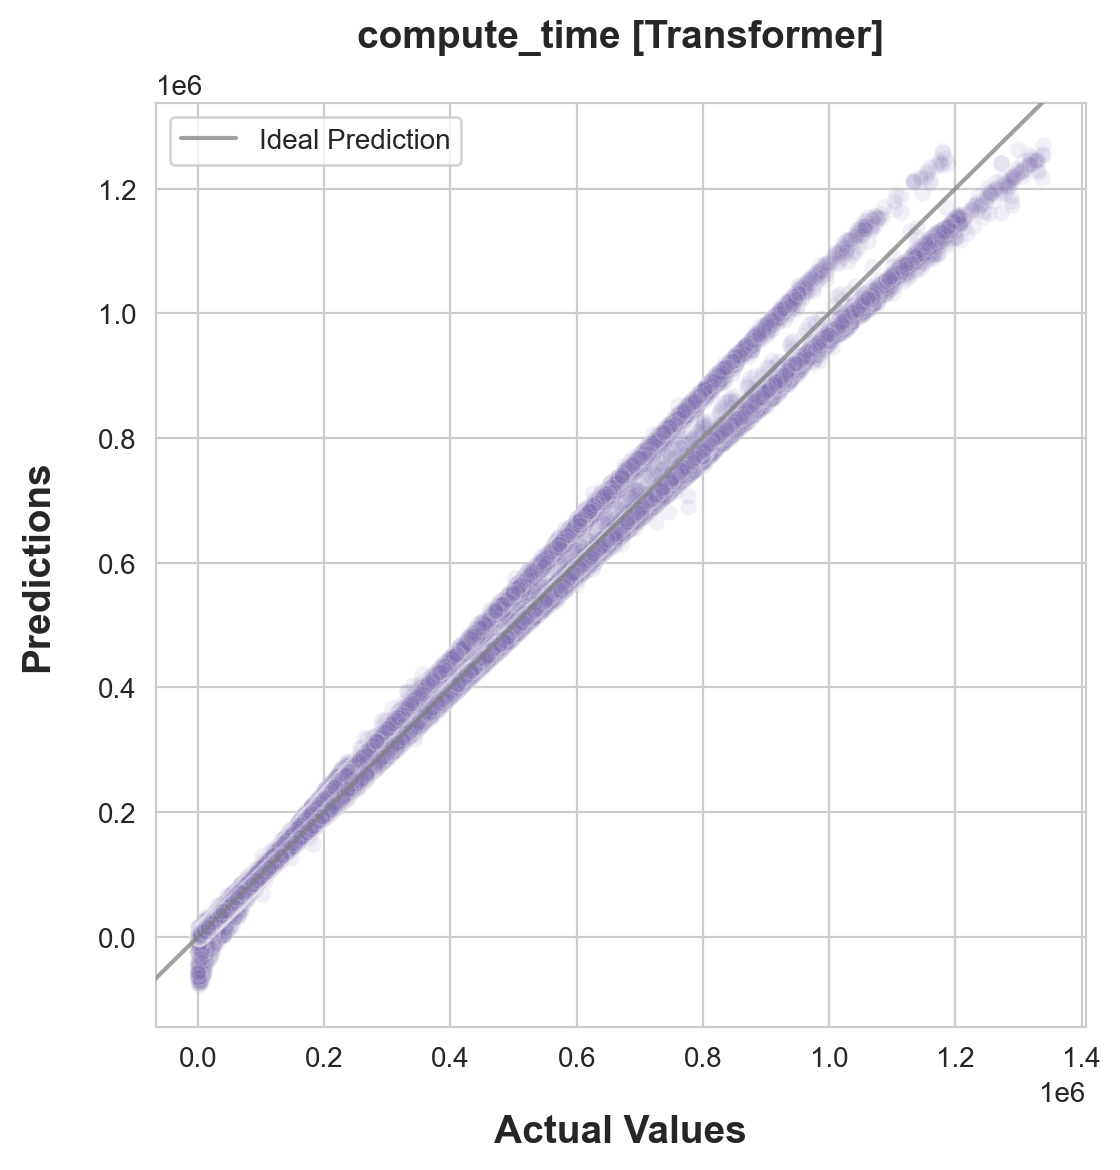 compute_time [Transformer]
1e6
Ideal Prediction
1.2
1.0
0.8
0.6
0.4
0.2
0.0
Predictions
0.0 0.2 0.4 0.6 0.8 1.0 1.2 1.4
1e6
Actual Values